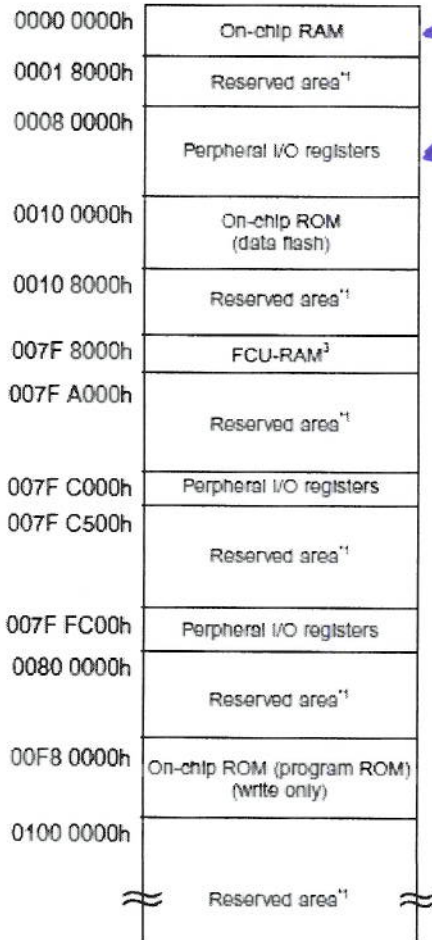 0000 0000h
On-chip RAM
0001 8000h
Reserved area*1
0008 0000h
Perpheral I/O registers
0010 0000h
On-chip ROM
(data flash)
0010 8000h
Reserved area*1
007F 8000h
FCU-RAM3
007F A000h
Reserved area*1
007F C000h
Perpheral I/O registers
007F C500h
Reserved area*1
007F FC00h
Perpheral I/O registers
0080 0000h
Reserved area*1
00F8 0000h
On-chip ROM (program ROM)
(write only)
0100 0000h
Reserved area*1